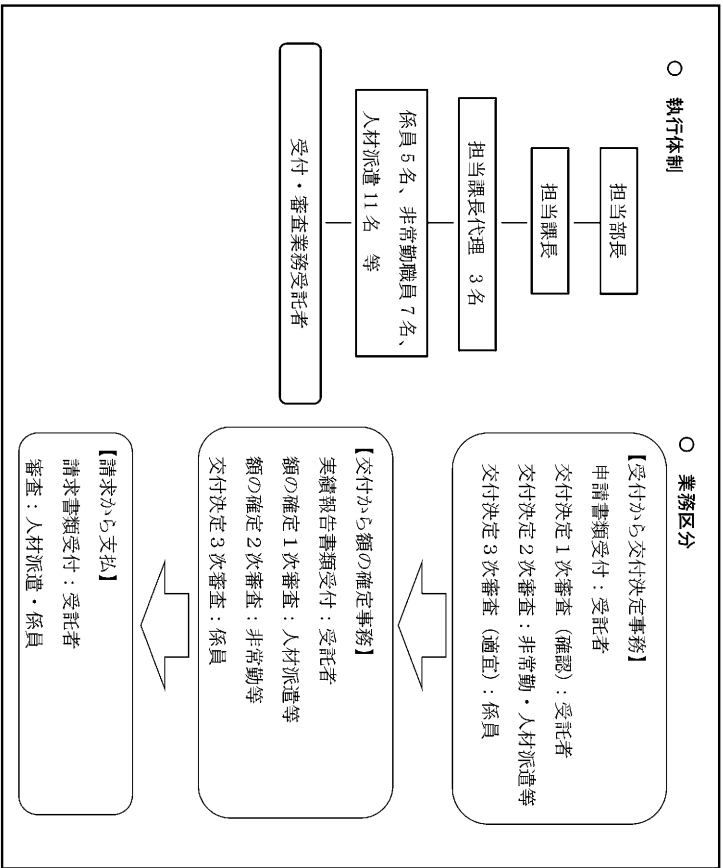 ○ 執行体制
担当部長
担当課長
担当課長代理 3名
係員5名、非常勤職員7名、
人材派遣11名 等
受付・審査業務受託者
○ 業務区分
【受付から交付決定事務】
申請書類受付：受託者
交付決定1次審査（確認）：受託者
交付決定2次審査：非常勤・人材派遣等
交付決定3次審査（適宜）：係員
【交付から額の確定事務】
実績報告書類受付：受託者
額の確定1次審査：人材派遣等
額の確定2次審査：非常勤等
交付決定3次審査：係員
【請求から支払】
請求書類受付：受託者
審査：人材派遣・係員